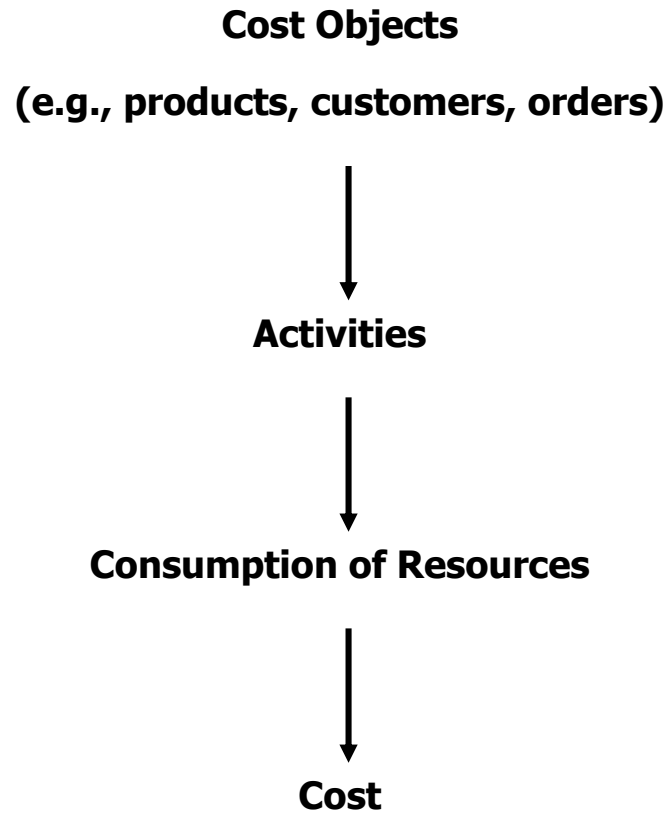 Cost Objects
(e.g., products, customers, orders)
Activities
Consumption of Resources
Cost